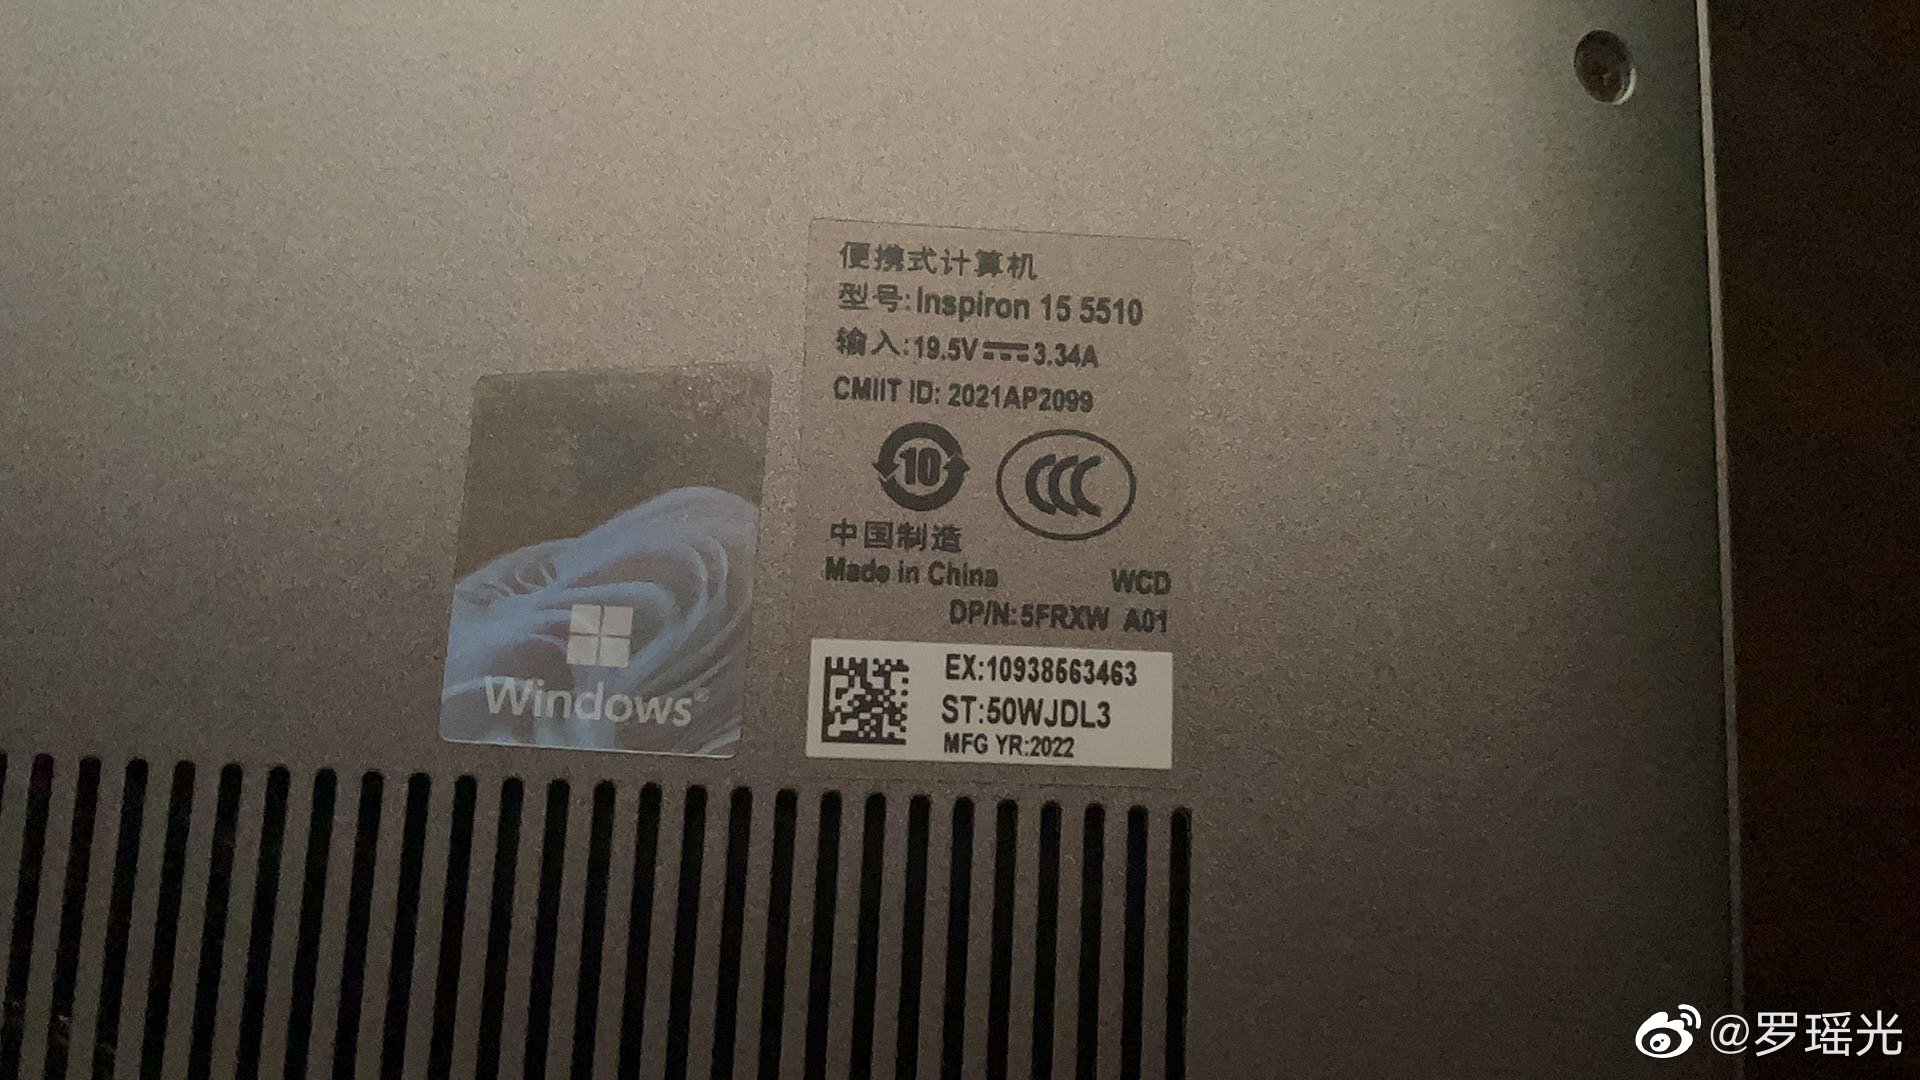 便携式计算机
型号:Inspiron 15 5510
输入:19.5V⎓3.34A
CMIIT ID: 2021AP2099
10
CCC
中国制造
Made in China WCD
DP/N:5FRXW A01
EX:10938563463
ST:50WJDL3
MFG YR:2022
Windows®
@罗瑶光